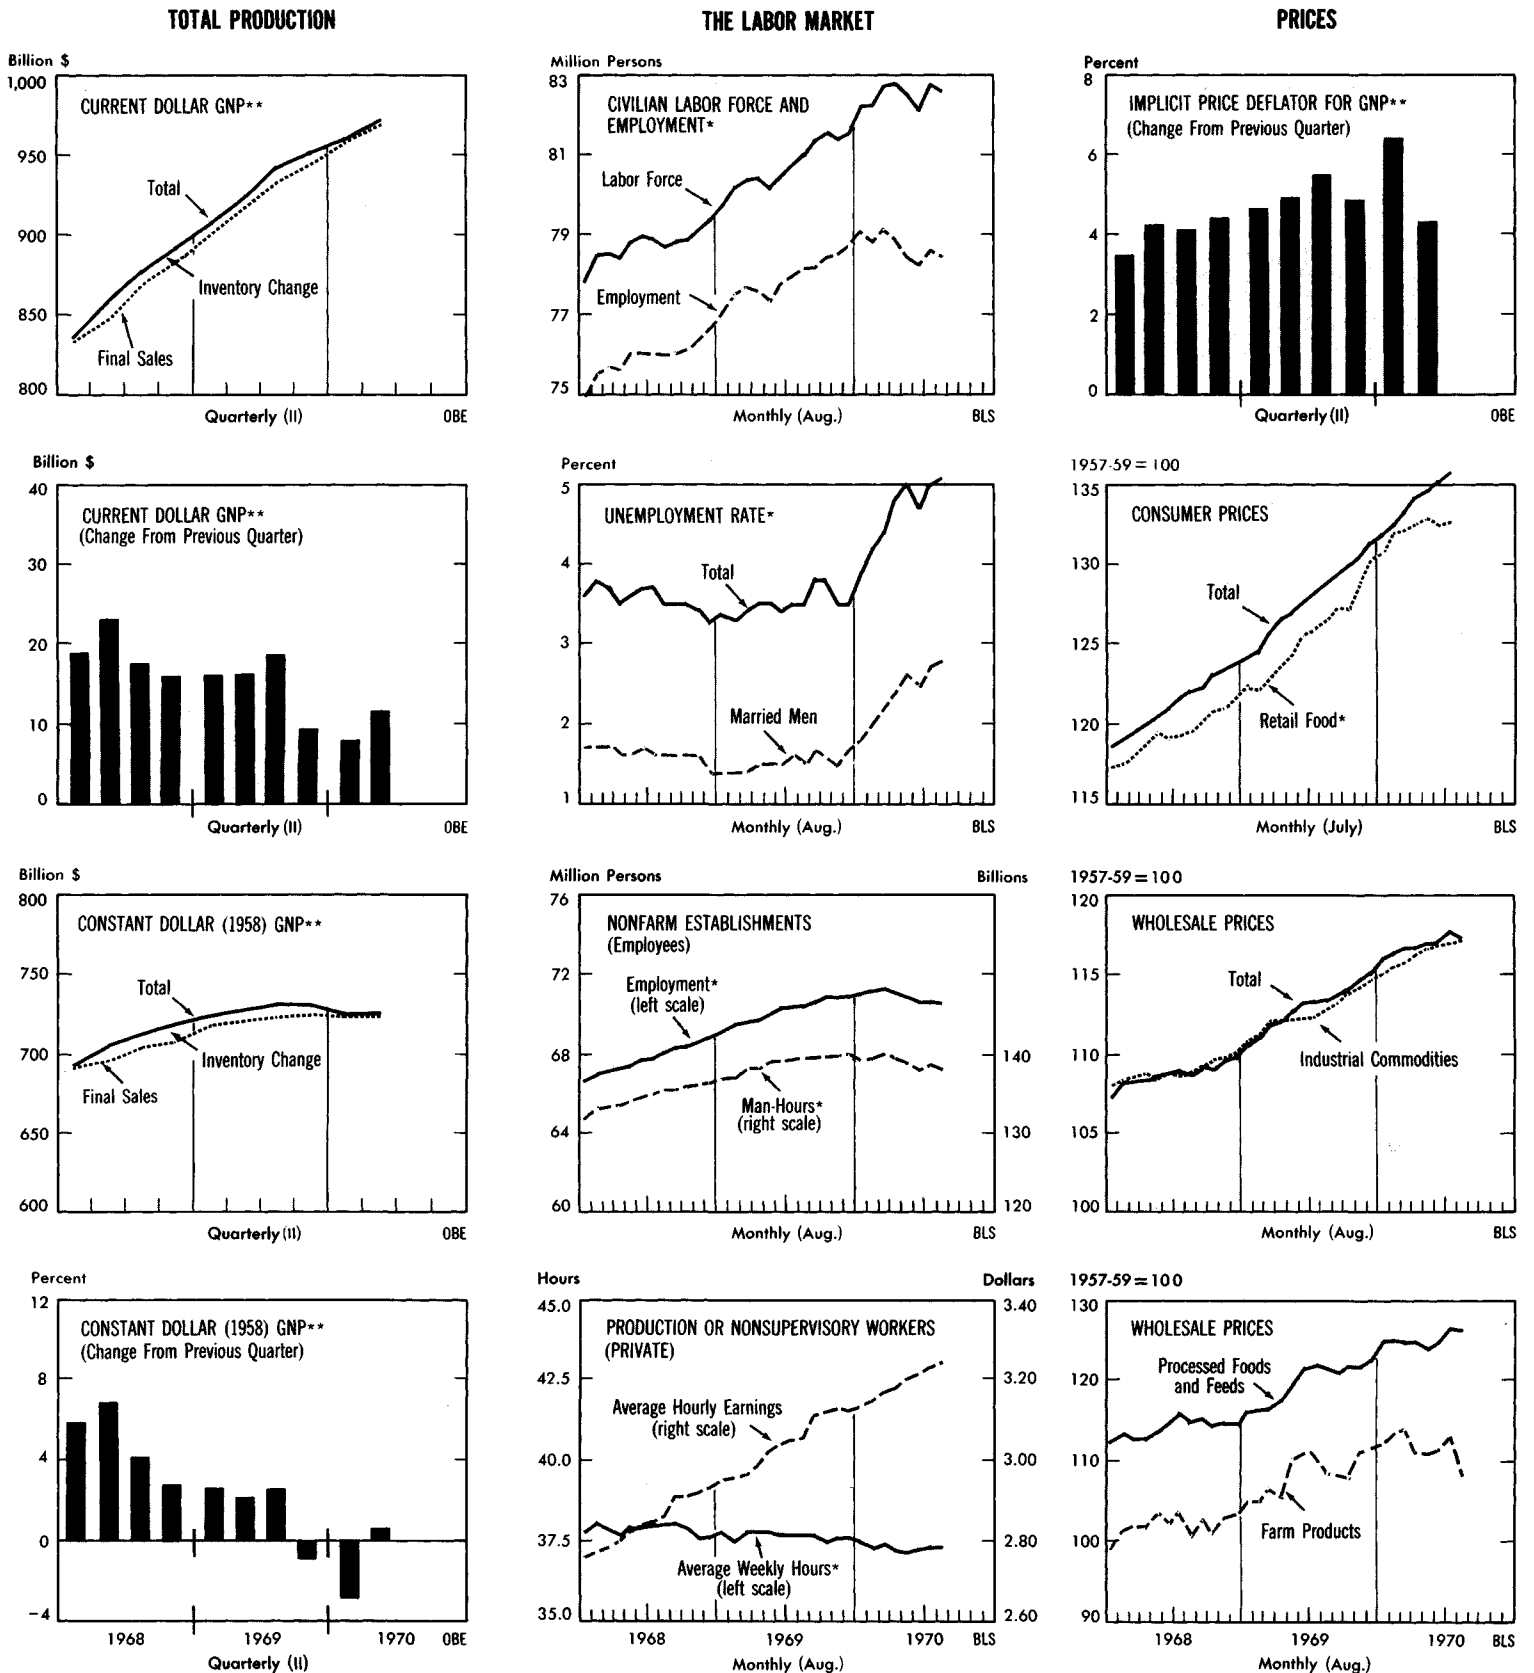 TOTAL PRODUCTION
THE LABOR MARKET
PRICES
Billion $
1,000
950
900
850
800
CURRENT DOLLAR GNP**
Total
Inventory Change
Final Sales
Quarterly (II)
OBE
Million Persons
83
81
79
77
75
CIVILIAN LABOR FORCE AND
EMPLOYMENT*
Labor Force
Employment
Monthly (Aug.)
BLS
Percent
8
6
4
2
0
IMPLICIT PRICE DEFLATOR FOR GNP**
(Change From Previous Quarter)
Quarterly (II)
OBE
Billion $
40
30
20
10
0
CURRENT DOLLAR GNP**
(Change From Previous Quarter)
Quarterly (II)
OBE
Percent
5
4
3
2
1
UNEMPLOYMENT RATE*
Total
Married Men
Monthly (Aug.)
BLS
1957-59 = 100
135
130
125
120
115
CONSUMER PRICES
Total
Retail Food*
Monthly (July)
BLS
Billion $
800
750
700
650
600
CONSTANT DOLLAR (1958) GNP**
Total
Inventory Change
Final Sales
Quarterly (II)
OBE
Million Persons
Billions
76
72
68
64
60
140
130
120
NONFARM ESTABLISHMENTS
(Employees)
Employment*
(left scale)
Man-Hours*
(right scale)
Monthly (Aug.)
BLS
1957-59 = 100
120
115
110
105
100
WHOLESALE PRICES
Total
Industrial Commodities
Monthly (Aug.)
BLS
Percent
12
8
4
0
-4
CONSTANT DOLLAR (1958) GNP**
(Change From Previous Quarter)
1968
1969
1970
OBE
Quarterly (II)
Hours
Dollars
45.0
42.5
40.0
37.5
35.0
3.40
3.20
3.00
2.80
2.60
PRODUCTION OR NONSUPERVISORY WORKERS
(PRIVATE)
Average Hourly Earnings
(right scale)
Average Weekly Hours*
(left scale)
1968
1969
1970
BLS
Monthly (Aug.)
1957-59 = 100
130
120
110
100
90
WHOLESALE PRICES
Processed Foods
and Feeds
Farm Products
1968
1969
1970
BLS
Monthly (Aug.)